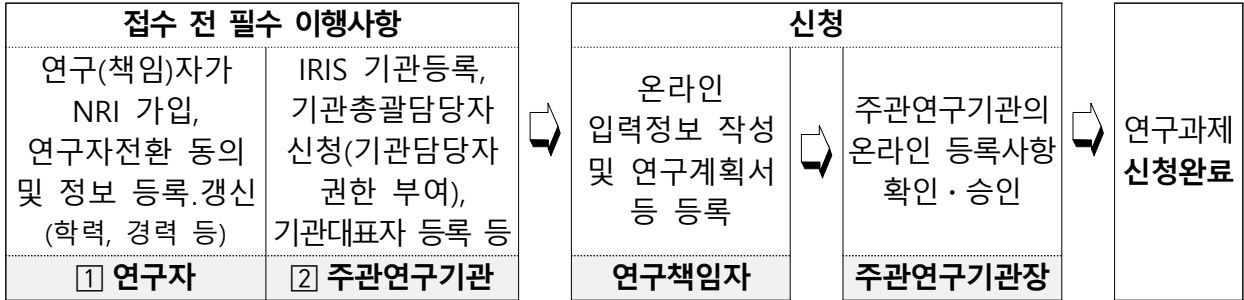 접수 전 필수 이행사항
연구(책임)자가
NRI 가입,
연구자전환 동의
및 정보 등록.갱신
(학력, 경력 등)
1 연구자
IRIS 기관등록,
기관총괄담당자
신청(기관담당자
권한 부여),
기관대표자 등록 등
2 주관연구기관
신청
온라인
입력정보 작성
및 연구계획서
등 등록
연구책임자
주관연구기관의
온라인 등록사항
확인・승인
주관연구기관장
연구과제
신청완료